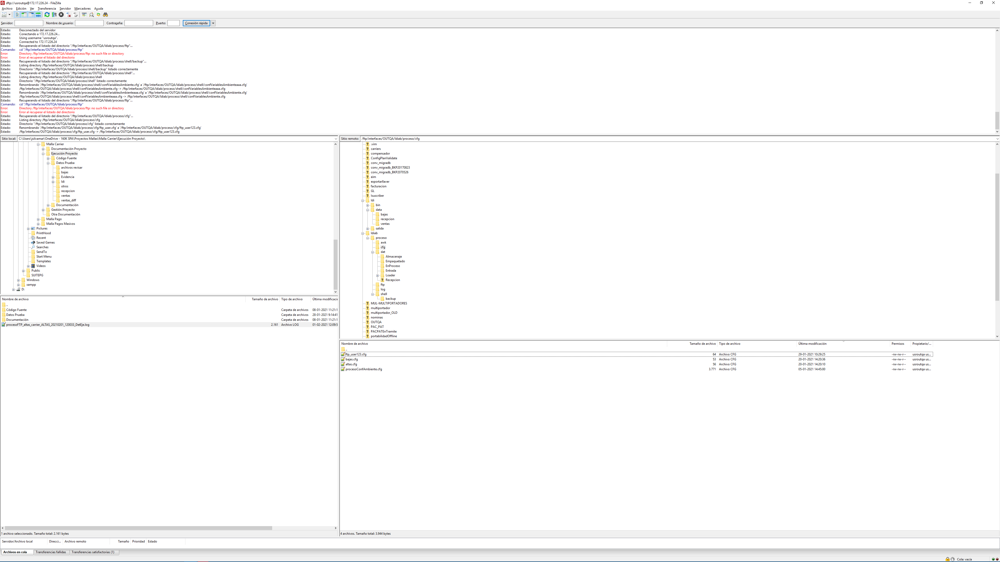 sftp://usroutqa@172.17.226.24 - FileZilla
Archivo Edición Ver Transferencia Servidor Marcadores Ayuda
Servidor: Nombre de usuario: Contraseña: Puerto: Conexión rápida
Estado: Desconectado del servidor
Estado: Conectando a 172.17.226.24...
Estado: Using username "usroutqa".
Estado: Connected to 172.17.226.24
Estado: Recuperando el listado del directorio "/ftp/interfaces/OUTQA/ldiab/proceso/ftp"...
Comando: cd "/ftp/interfaces/OUTQA/ldiab/proceso/ftp"
Error: Directory /ftp/interfaces/OUTQA/ldiab/proceso/ftp: no such file or directory
Error: Error al recuperar el listado del directorio
Estado: Recuperando el listado del directorio "/ftp/interfaces/OUTQA/ldiab/proceso/shell/backup"...
Estado: Listing directory /ftp/interfaces/OUTQA/ldiab/proceso/shell/backup
Estado: Directorio "/ftp/interfaces/OUTQA/ldiab/proceso/shell/backup" listado correctamente
Estado: Recuperando el listado del directorio "/ftp/interfaces/OUTQA/ldiab/proceso/shell"...
Estado: Listing directory /ftp/interfaces/OUTQA/ldiab/proceso/shell
Estado: Directorio "/ftp/interfaces/OUTQA/ldiab/proceso/shell" listado correctamente
Estado: Renombrando '/ftp/interfaces/OUTQA/ldiab/proceso/shell/confVariablesAmbiente.cfg' a '/ftp/interfaces/OUTQA/ldiab/proceso/shell/confVariablesAmbienteaaa.cfg'
Estado: /ftp/interfaces/OUTQA/ldiab/proceso/shell/confVariablesAmbiente.cfg -> /ftp/interfaces/OUTQA/ldiab/proceso/shell/confVariablesAmbienteaaa.cfg
Estado: Renombrando '/ftp/interfaces/OUTQA/ldiab/proceso/shell/confVariablesAmbienteaaa.cfg' a '/ftp/interfaces/OUTQA/ldiab/proceso/shell/confVariablesAmbiente.cfg'
Estado: /ftp/interfaces/OUTQA/ldiab/proceso/shell/confVariablesAmbienteaaa.cfg -> /ftp/interfaces/OUTQA/ldiab/proceso/shell/confVariablesAmbiente.cfg
Estado: Recuperando el listado del directorio "/ftp/interfaces/OUTQA/ldiab/proceso/ftp"...
Comando: cd "/ftp/interfaces/OUTQA/ldiab/proceso/ftp"
Error: Directory /ftp/interfaces/OUTQA/ldiab/proceso/ftp: no such file or directory
Error: Error al recuperar el listado del directorio
Estado: Recuperando el listado del directorio "/ftp/interfaces/OUTQA/ldiab/proceso/cfg"...
Estado: Listing directory /ftp/interfaces/OUTQA/ldiab/proceso/cfg
Estado: Directorio "/ftp/interfaces/OUTQA/ldiab/proceso/cfg" listado correctamente
Estado: Renombrando '/ftp/interfaces/OUTQA/ldiab/proceso/cfg/ftp_user.cfg' a '/ftp/interfaces/OUTQA/ldiab/proceso/cfg/ftp_user123.cfg'
Estado: /ftp/interfaces/OUTQA/ldiab/proceso/cfg/ftp_user.cfg -> /ftp/interfaces/OUTQA/ldiab/proceso/cfg/ftp_user123.cfg
Sitio local: C:\Users\jsilvamar\OneDrive - 160K SPA\Proyectos Mallas\Malla Carrier\Ejecución Proyecto\
Malla Carrier
Documentación Proyecto
Ejecución Proyecto
Código Fuente
Datos Prueba
archivos revisar
bajas
Evidencia
ldi
otros
recepcion
ventas
ventas_diff
Documentación
Gestión Proyecto
Otra Documentación
Malla Pago
Malla Pagos Masivos
Pictures
PrintHood
Recent
Saved Games
Searches
SendTo
Start Menu
Templates
Videos
Public
SUITEPG
Windows
xampp
D:
Nombre de archivo Tamaño de archivo Tipo de archivo Última modificació
..
Código Fuente Carpeta de archivos 08-01-2021 11:21:1
Datos Prueba Carpeta de archivos 28-01-2021 9:14:41
Documentación Carpeta de archivos 08-01-2021 11:21:1
procesoFTP_altas_carrier_ALTAS_20210201_120033_DetEje.log 2.161 Archivo LOG 01-02-2021 12:09:5
1 archivo seleccionado. Tamaño total: 2.161 bytes
Sitio remoto: /ftp/interfaces/OUTQA/ldiab/proceso/cfg
.vim
carriers
compensador
ConfigPlanValidate
conv_migradb
conv_migradb_BKP20170823
conv_migradb_BKP2070526
eim
exportarllaver
facturacion
GL
lsuscriber
ldi
bin
data
bajas
recepcion
ventas
salida
ldiab
proceso
awk
cfg
dat
Almacenaje
Empaquetado
EnProceso
Entrada
Loader
Recepcion
ftp
log
shell
backup
MUL-MULTIPORTADORES
multiportador
multiportador_OLD
nominas
OUTQA
PAC_PAT
PACPATEnTramite
portabilidadOffline
Nombre de archivo Tamaño de archivo Tipo de archivo Última modificación Permisos Propietario/...
..
ftp_user123.cfg 64 Archivo CFG 29-01-2021 10:29:25 -rw-rw-r-- usroutqa us...
bajas.cfg 53 Archivo CFG 20-01-2021 14:20:36 -rw-rw-r-- usroutqa us...
altas.cfg 56 Archivo CFG 20-01-2021 14:20:10 -rw-rw-r-- usroutqa us...
procesoConfAmbiente.cfg 3.771 Archivo CFG 05-01-2021 14:45:00 -rw-rw-r-- usroutqa us...
4 archivos. Tamaño total: 3.944 bytes
Servidor/Archivo local Direcci... Archivo remoto Tamaño Prioridad Estado
Archivos en cola Transferencias fallidas Transferencias satisfactorias (1)
Cola: vacía